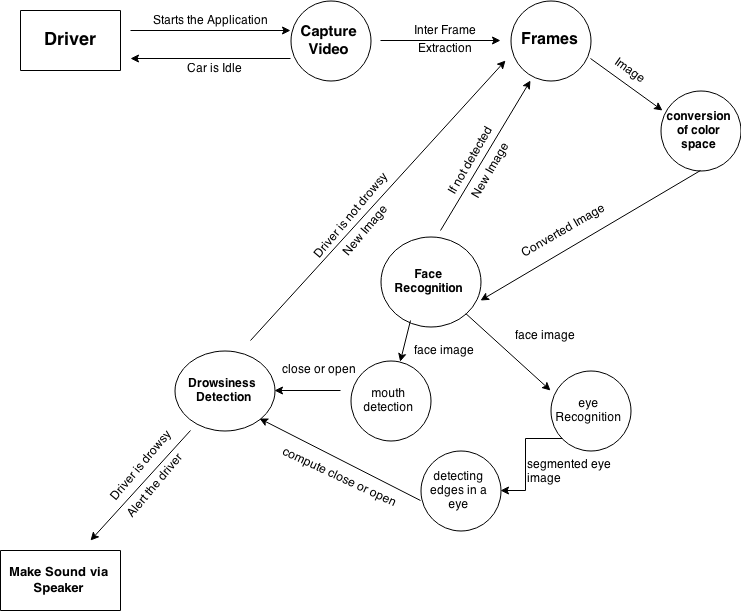 Driver
Starts the Application
Car is Idle
Capture
Video
Inter Frame
Extraction
Frames
Image
conversion
of color
space
Converted Image
If not detected
New Image
Driver is not drowsy
New Image
Face
Recognition
face image
face image
mouth
detection
close or open
Drowsiness
Detection
eye
Recognition
segmented eye
image
detecting
edges in a
eye
compute close or open
Driver is drowsy
Alert the driver
Make Sound via
Speaker